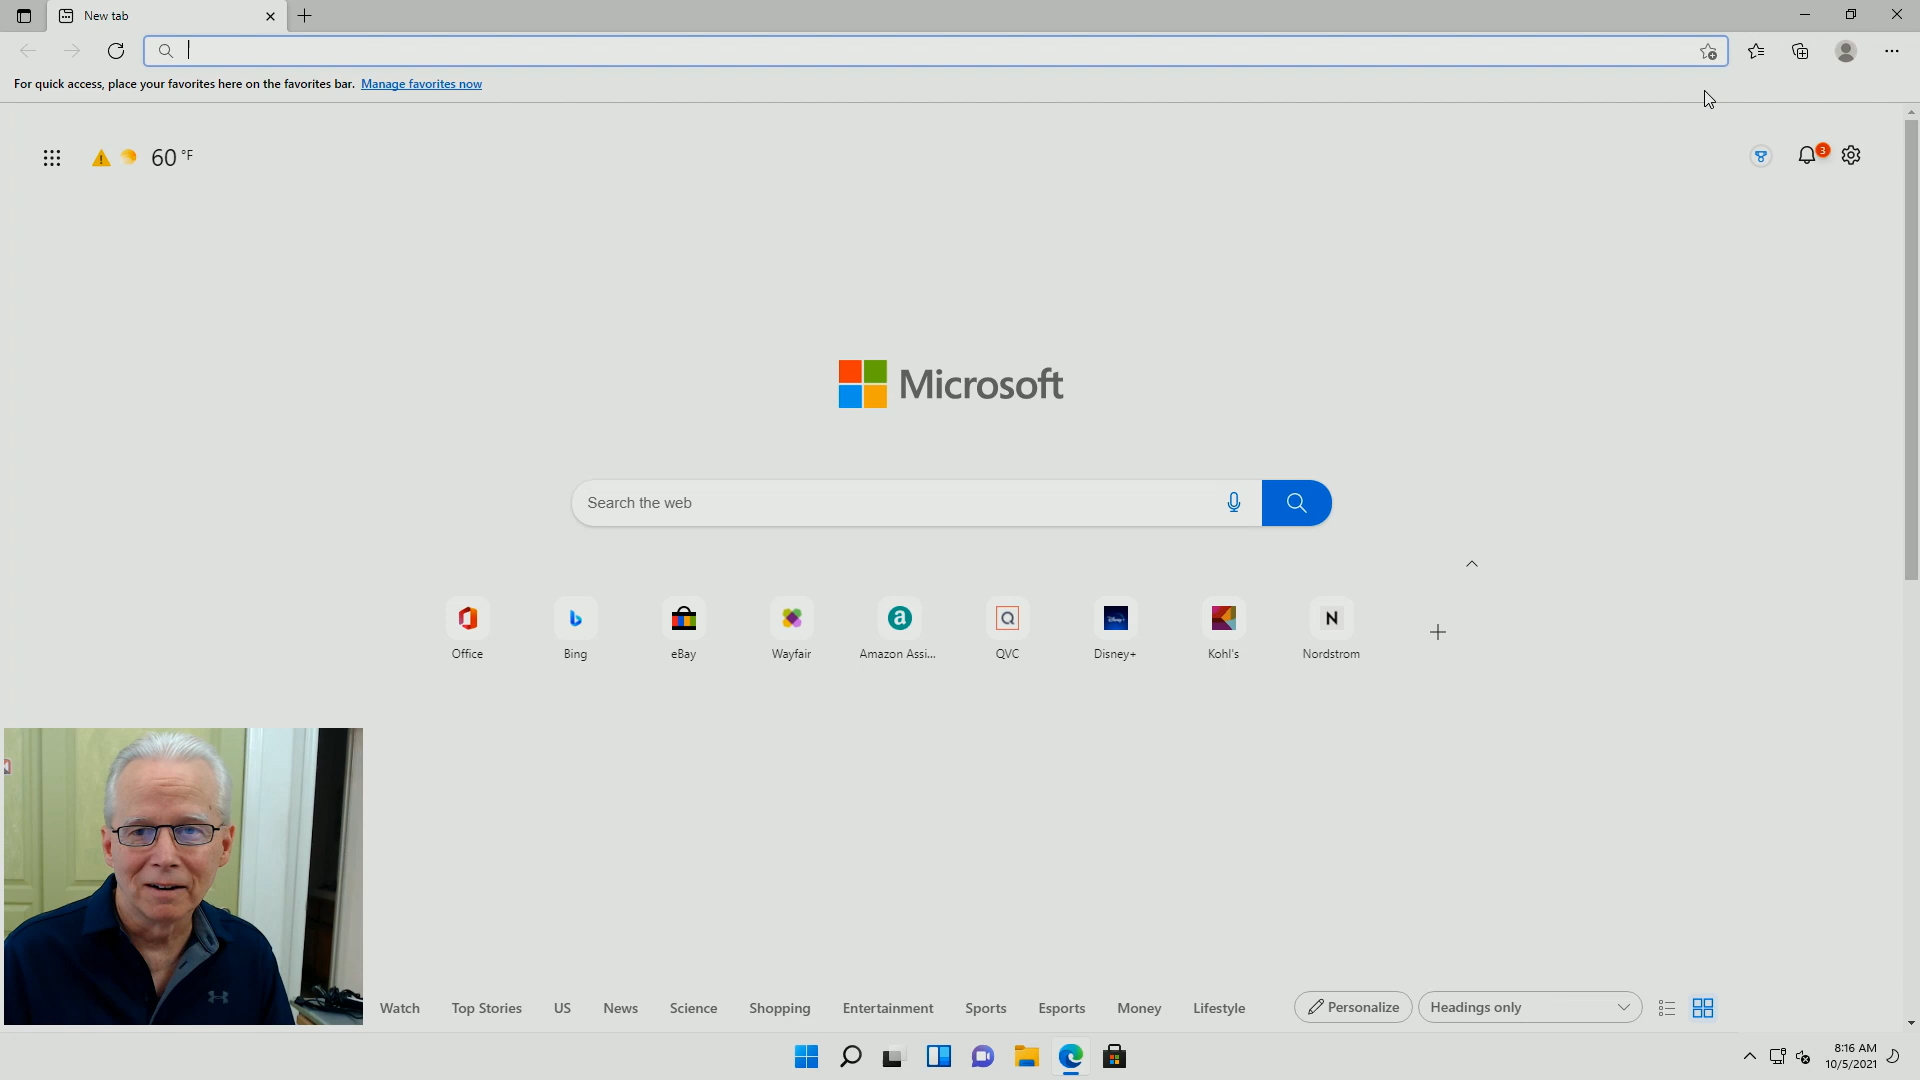 New tab
For quick access, place your favorites here on the favorites bar. Manage favorites now
60 °F
3
Microsoft
Search the web
Office
Bing
eBay
Wayfair
Amazon Assi...
QVC
Disney+
Kohl's
Nordstrom
Watch
Top Stories
US
News
Science
Shopping
Entertainment
Sports
Esports
Money
Lifestyle
Personalize
Headings only
8:16 AM
10/5/2021